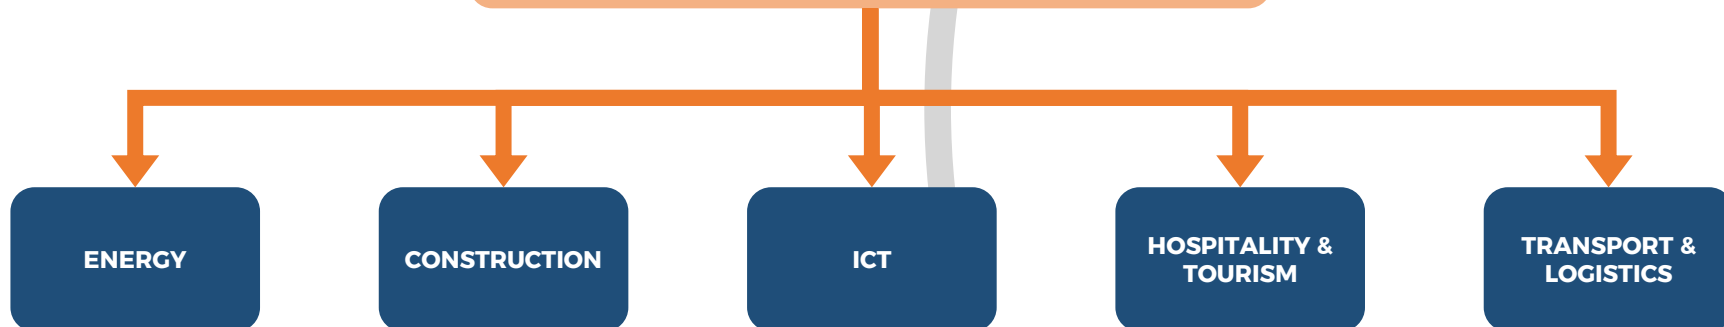 ENERGY
CONSTRUCTION
ICT
HOSPITALITY &
TOURISM
TRANSPORT &
LOGISTICS